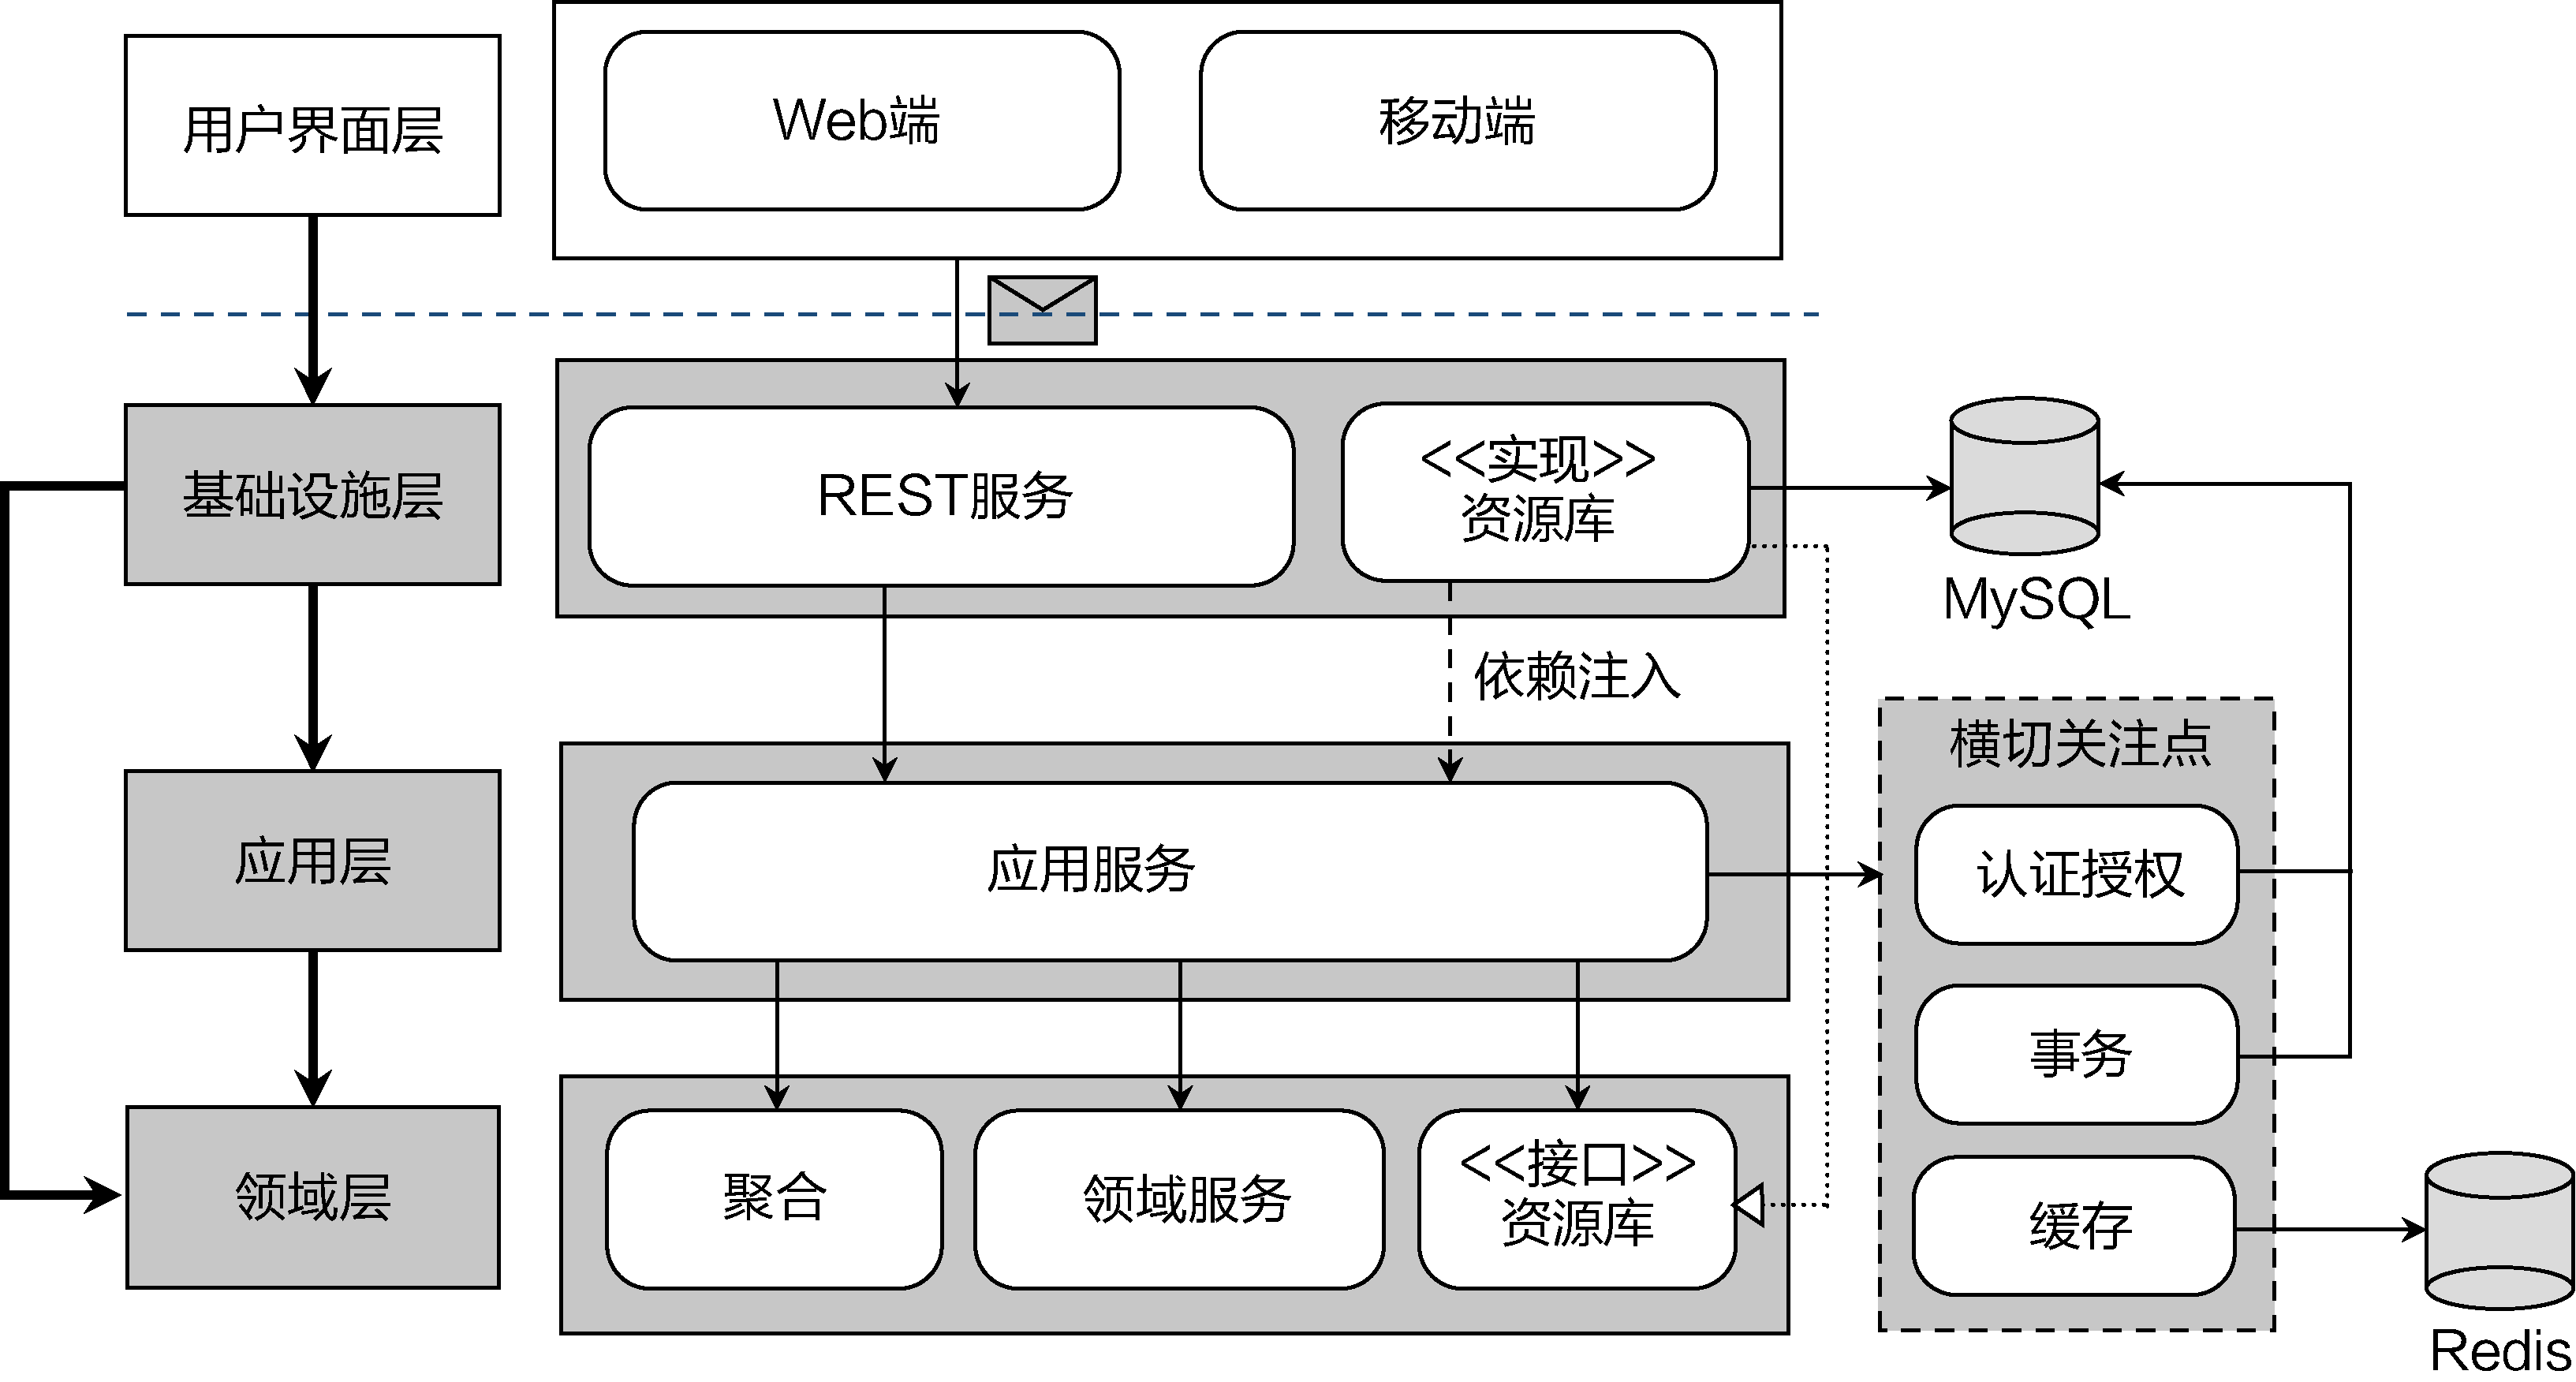 用户界面层
Web端
移动端
基础设施层
REST服务
<<实现>>
资源库
MySQL
依赖注入
横切关注点
应用层
应用服务
认证授权
事务
领域层
聚合
领域服务
<<接口>>
资源库
缓存
Redis